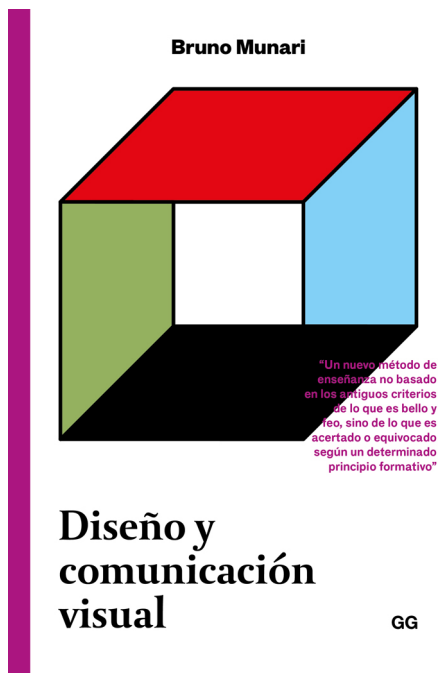 Bruno Munari
“Un nuevo método de
enseñanza no basado
en los antiguos criterios
de lo que es bello y
feo, sino de lo que es
acertado o equivocado
según un determinado
principio formativo”
Diseño y
comunicación
visual
GG